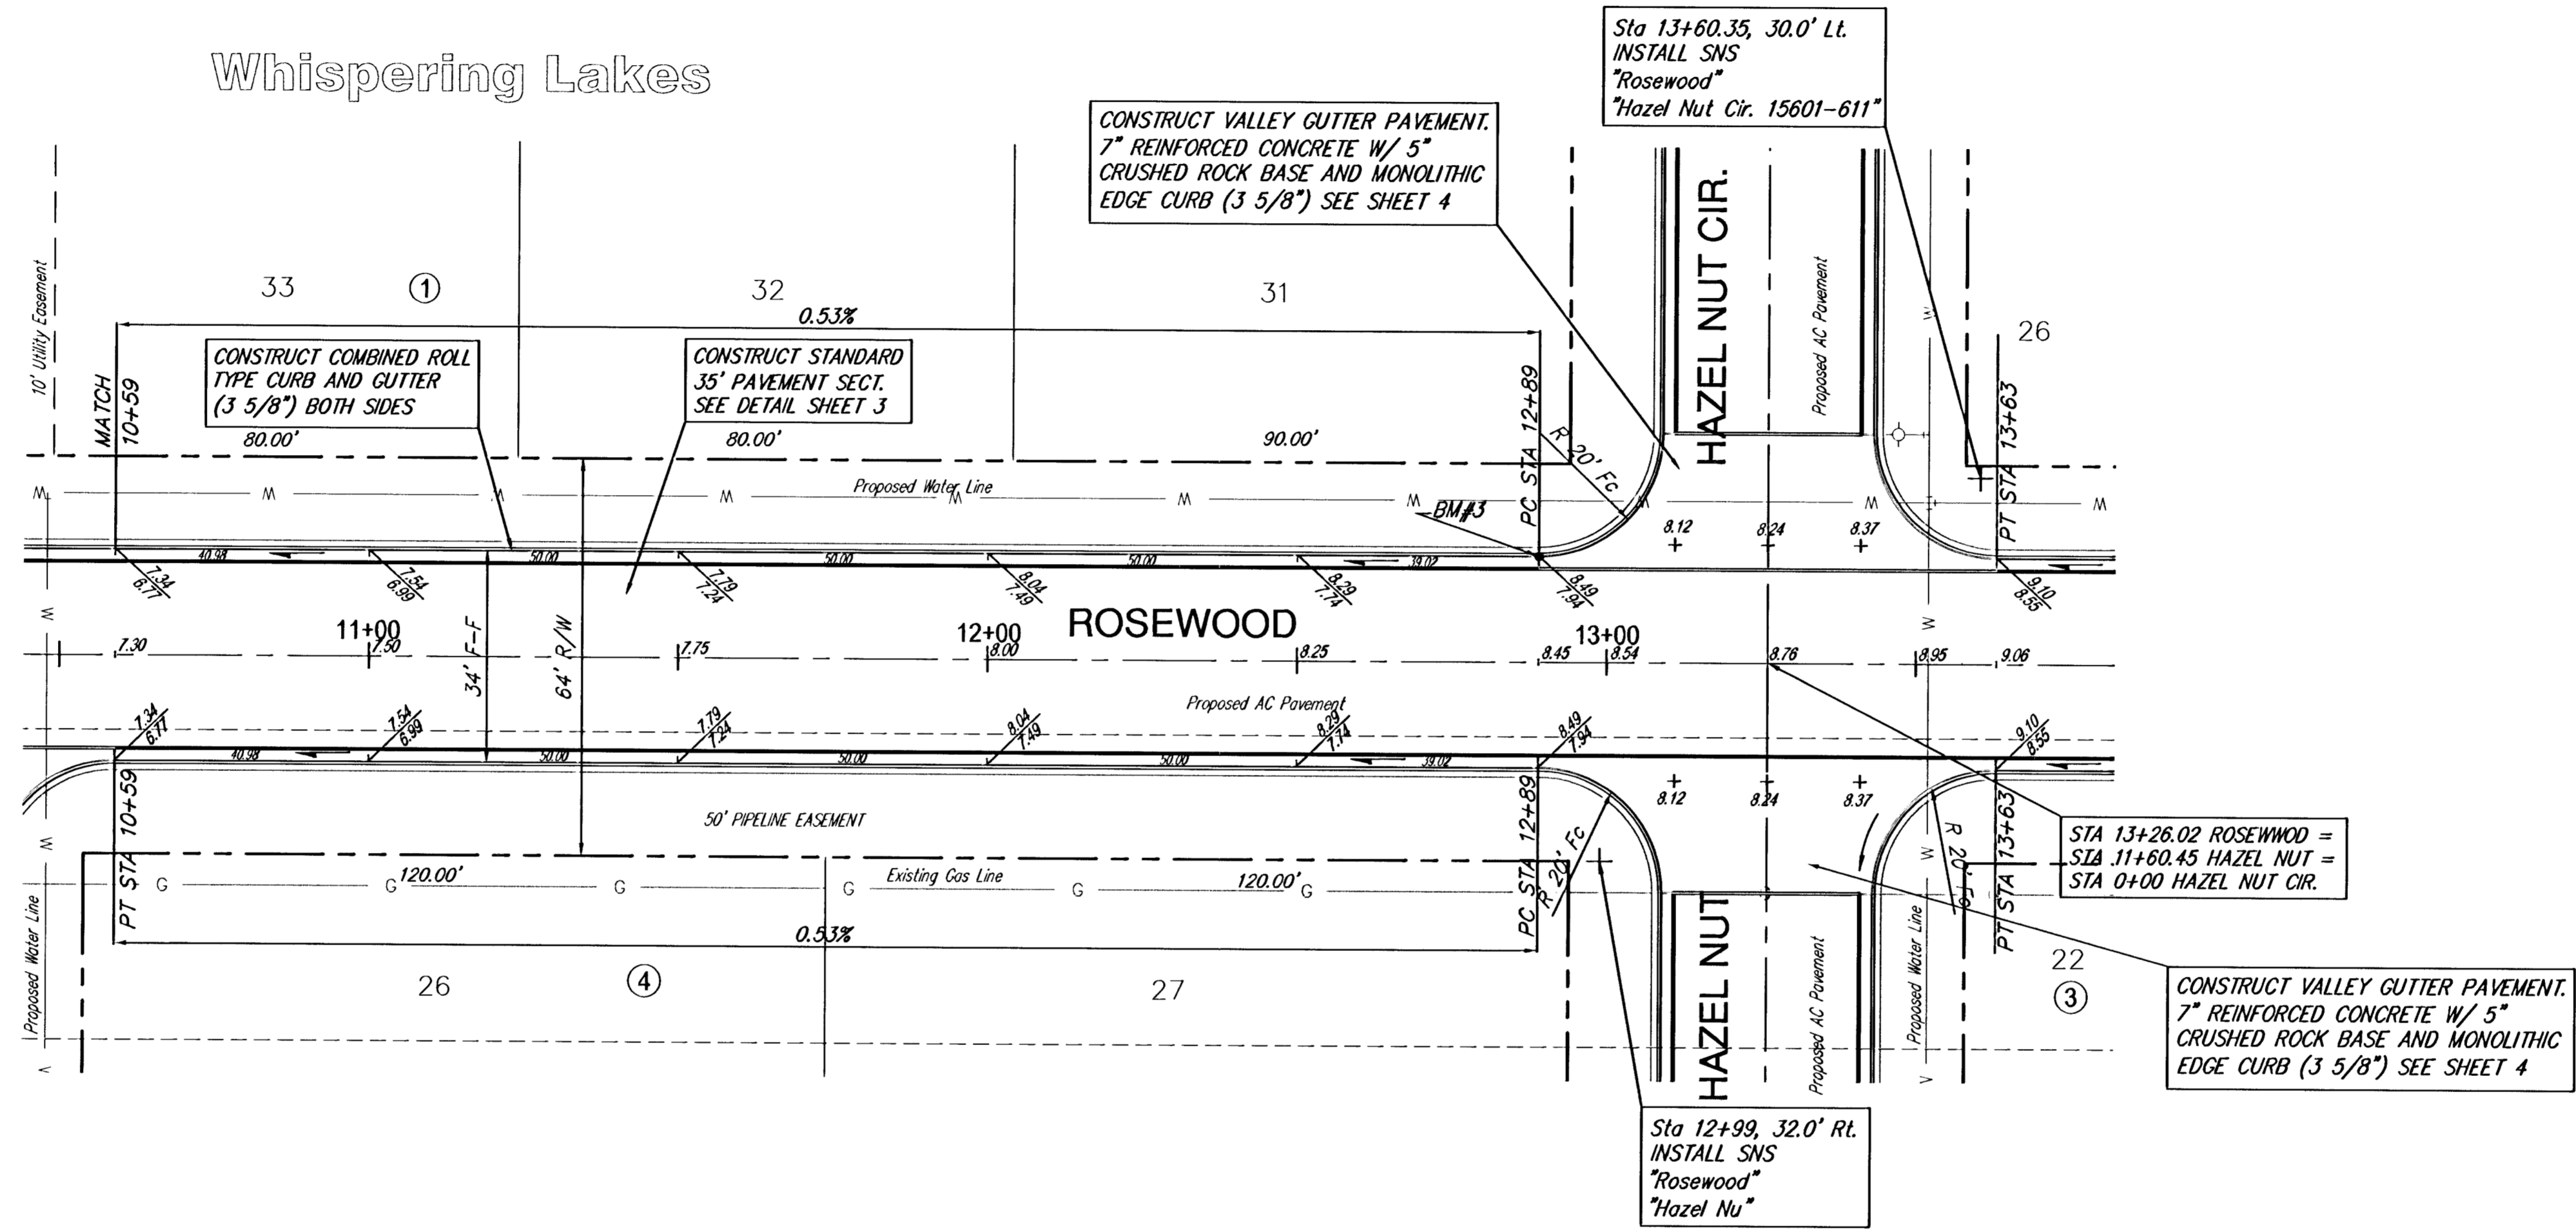 Whispering Lakes
Sta 13+60.35, 30.0' Lt.
INSTALL SNS
"Rosewood"
"Hazel Nut Cir. 15601-611"
CONSTRUCT VALLEY GUTTER PAVEMENT.
7" REINFORCED CONCRETE W/ 5"
CRUSHED ROCK BASE AND MONOLITHIC
EDGE CURB (3 5/8") SEE SHEET 4
10' Utility Easement
33
1
32
31
0.53%
HAZEL NUT CIR.
Proposed AC Pavement
W
26
CONSTRUCT COMBINED ROLL
TYPE CURB AND GUTTER
(3 5/8") BOTH SIDES
CONSTRUCT STANDARD
35' PAVEMENT SECT.
SEE DETAIL SHEET 3
MATCH
10+59
80.00'
80.00'
90.00'
PC STA 12+89
R 20' Fc
PT STA 13+63
W W W W Proposed Water Line W W W W W W
BM#3
8.12 8.24 8.37
40.98 50.00 50.00 50.00 39.02
7.34
6.77
7.54
6.99
7.79
7.24
8.04
7.49
8.29
7.74
8.49
7.94
9.10
8.55
W
W
11+00 12+00 ROSEWOOD 13+00
7.30 7.50 7.75 8.00 8.25 8.45 8.54 8.76 8.95 9.06
34' F-F
64' R/W
Proposed AC Pavement
7.34
6.77
7.54
6.99
7.79
7.24
8.04
7.49
8.29
7.74
8.49
7.94
9.10
8.55
40.98 50.00 50.00 50.00 39.02
8.12 8.24 8.37
PT STA 10+59
50' PIPELINE EASEMENT
PC STA 12+89
R 20' Fc
R 20' Fc
PT STA 13+63
W
W
STA 13+26.02 ROSEWWOD =
STA 11+60.45 HAZEL NUT =
STA 0+00 HAZEL NUT CIR.
G G 120.00' G G Existing Gas Line G 120.00' G
Proposed Water Line
0.53%
26
4
27
HAZEL NUT
Proposed AC Pavement
Proposed Water Line
22
3
CONSTRUCT VALLEY GUTTER PAVEMENT.
7" REINFORCED CONCRETE W/ 5"
CRUSHED ROCK BASE AND MONOLITHIC
EDGE CURB (3 5/8") SEE SHEET 4
Sta 12+99, 32.0' Rt.
INSTALL SNS
"Rosewood"
"Hazel Nu"